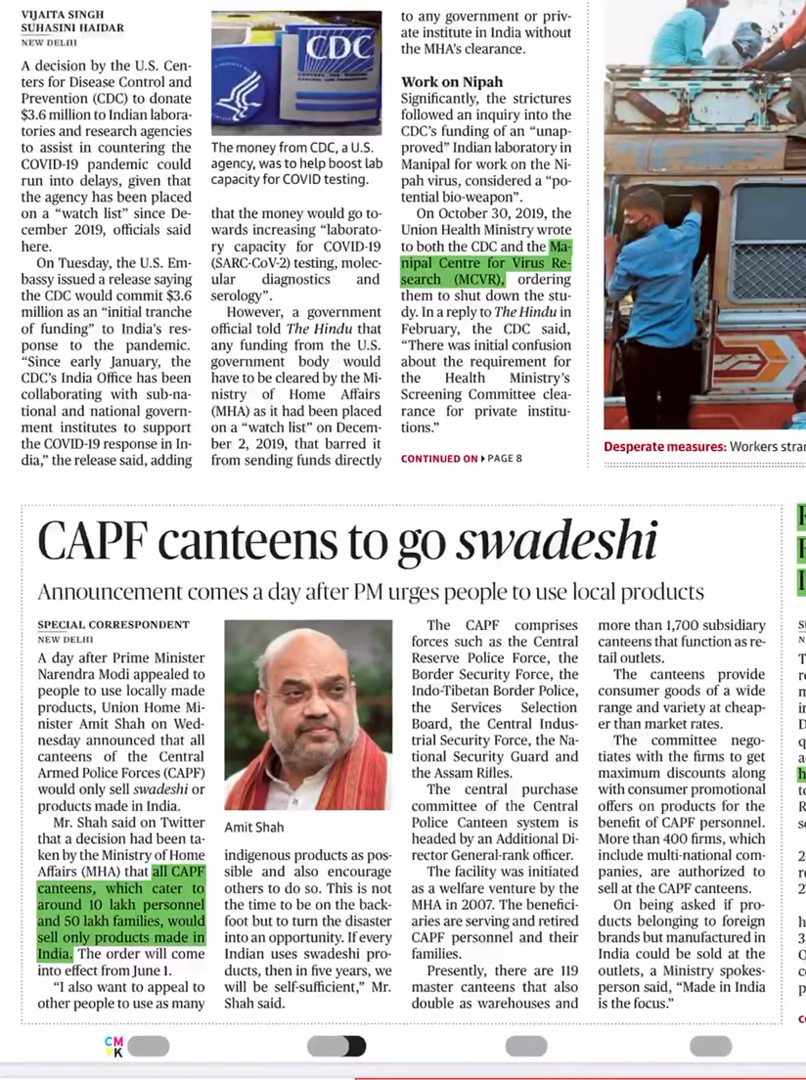 VIJAITA SINGH
SUHASINI HAIDAR
NEW DELHI
A decision by the U.S. Cen-
ters for Disease Control and
Prevention (CDC) to donate
$3.6 million to Indian labora-
tories and research agencies
to assist in countering the
COVID-19 pandemic could
run into delays, given that
the agency has been placed
on a “watch list” since De-
cember 2019, officials said
here.
On Tuesday, the U.S. Em-
bassy issued a release saying
the CDC would commit $3.6
million as an “initial tranche
of funding” to India’s res-
ponse to the pandemic.
“Since early January, the
CDC’s India Office has been
collaborating with sub-na-
tional and national govern-
ment institutes to support
the COVID-19 response in In-
dia,” the release said, adding
CDC
The money from CDC, a U.S.
agency, was to help boost lab
capacity for COVID testing.
that the money would go to-
wards increasing “laborato-
ry capacity for COVID-19
(SARC-CoV-2) testing, molec-
ular diagnostics and
serology”.
However, a government
official told The Hindu that
any funding from the U.S.
government body would
have to be cleared by the Mi-
nistry of Home Affairs
(MHA) as it had been placed
on a “watch list” on Decem-
ber 2, 2019, that barred it
from sending funds directly
to any government or priv-
ate institute in India without
the MHA’s clearance.
Work on Nipah
Significantly, the strictures
followed an inquiry into the
CDC’s funding of an “unap-
proved” Indian laboratory in
Manipal for work on the Ni-
pah virus, considered a “po-
tential bio-weapon”.
On October 30, 2019, the
Union Health Ministry wrote
to both the CDC and the Ma-
nipal Centre for Virus Re-
search (MCVR), ordering
them to shut down the stu-
dy. In a reply to The Hindu in
February, the CDC said,
“There was initial confusion
about the requirement for
the Health Ministry’s
Screening Committee clea-
rance for private institu-
tions.”
CONTINUED ON ▸ PAGE 8
Desperate measures: Workers stran
CAPF canteens to go swadeshi
Announcement comes a day after PM urges people to use local products
SPECIAL CORRESPONDENT
NEW DELHI
A day after Prime Minister
Narendra Modi appealed to
people to use locally made
products, Union Home Mi-
nister Amit Shah on Wed-
nesday announced that all
canteens of the Central
Armed Police Forces (CAPF)
would only sell swadeshi or
products made in India.
Mr. Shah said on Twitter
that a decision had been ta-
ken by the Ministry of Home
Affairs (MHA) that all CAPF
canteens, which cater to
around 10 lakh personnel
and 50 lakh families, would
sell only products made in
India. The order will come
into effect from June 1.
“I also want to appeal to
other people to use as many
Amit Shah
indigenous products as pos-
sible and also encourage
others to do so. This is not
the time to be on the back-
foot but to turn the disaster
into an opportunity. If every
Indian uses swadeshi pro-
ducts, then in five years, we
will be self-sufficient,” Mr.
Shah said.
The CAPF comprises
forces such as the Central
Reserve Police Force, the
Border Security Force, the
Indo-Tibetan Border Police,
the Services Selection
Board, the Central Indus-
trial Security Force, the Na-
tional Security Guard and
the Assam Rifles.
The central purchase
committee of the Central
Police Canteen system is
headed by an Additional Di-
rector General-rank officer.
The facility was initiated
as a welfare venture by the
MHA in 2007. The benefici-
aries are serving and retired
CAPF personnel and their
families.
Presently, there are 119
master canteens that also
double as warehouses and
more than 1,700 subsidiary
canteens that function as re-
tail outlets.
The canteens provide
consumer goods of a wide
range and variety at cheap-
er than market rates.
The committee nego-
tiates with the firms to get
maximum discounts along
with consumer promotional
offers on products for the
benefit of CAPF personnel.
More than 400 firms, which
include multi-national com-
panies, are authorized to
sell at the CAPF canteens.
On being asked if pro-
ducts belonging to foreign
brands but manufactured in
India could be sold at the
outlets, a Ministry spokes-
person said, “Made in India
is the focus.”
CM
YK